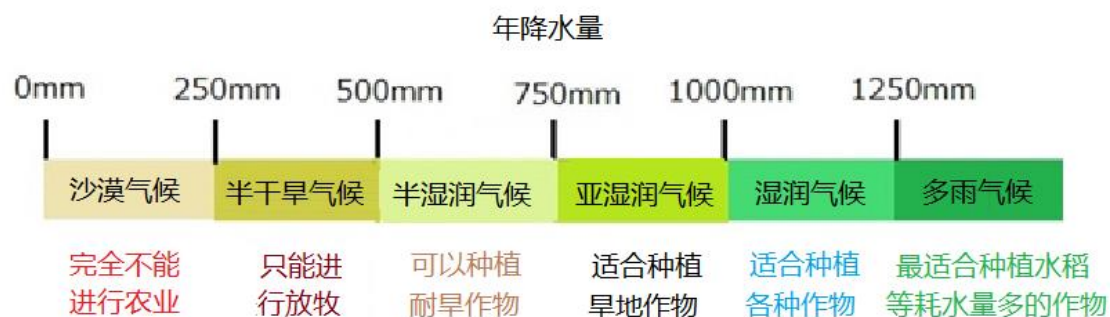 年降水量
0mm 250mm 500mm 750mm 1000mm 1250mm
沙漠气候 半干旱气候 半湿润气候 亚湿润气候 湿润气候 多雨气候
完全不能 只能进 可以种植 适合种植 适合种植 最适合种植水稻
进行农业 行放牧 耐旱作物 旱地作物 各种作物 等耗水量多的作物